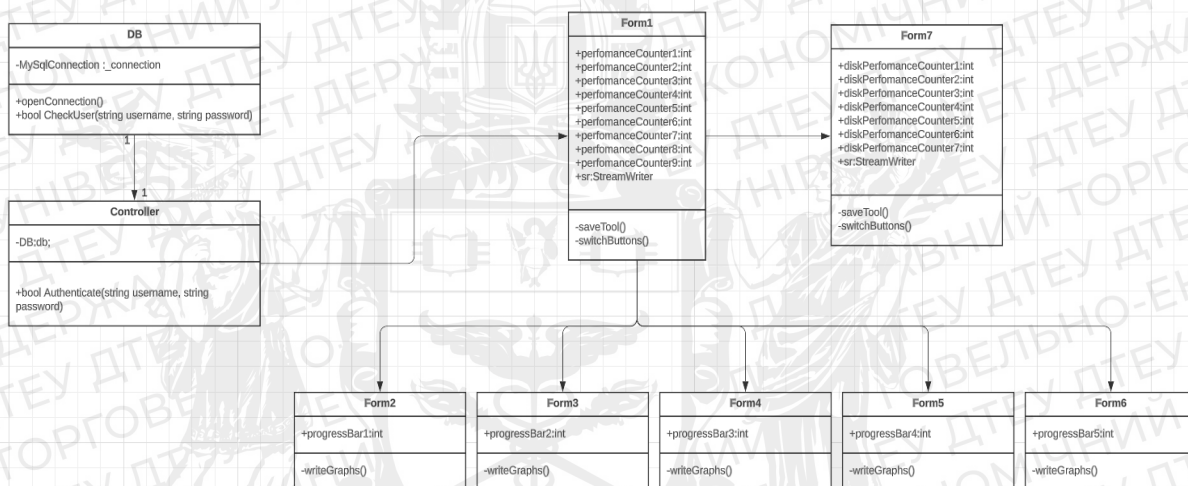 DB
-MySqlConnection :_connection
+openConnection()
+bool CheckUser(string username, string password)
1
1
Controller
-DB:db;
+bool Authenticate(string username, string
password)
Form1
+perfomanceCounter1:int
+perfomanceCounter2:int
+perfomanceCounter3:int
+perfomanceCounter4:int
+perfomanceCounter5:int
+perfomanceCounter6:int
+perfomanceCounter7:int
+perfomanceCounter8:int
+perfomanceCounter9:int
+sr:StreamWriter
-saveTool()
-switchButtons()
Form7
+diskPerfomanceCounter1:int
+diskPerfomanceCounter2:int
+diskPerfomanceCounter3:int
+diskPerfomanceCounter4:int
+diskPerfomanceCounter5:int
+diskPerfomanceCounter6:int
+diskPerfomanceCounter7:int
+sr:StreamWriter
-saveTool()
-switchButtons()
Form2
+progressBar1:int
-writeGraphs()
Form3
+progressBar2:int
-writeGraphs()
Form4
+progressBar3:int
-writeGraphs()
Form5
+progressBar4:int
-writeGraphs()
Form6
+progressBar5:int
-writeGraphs()